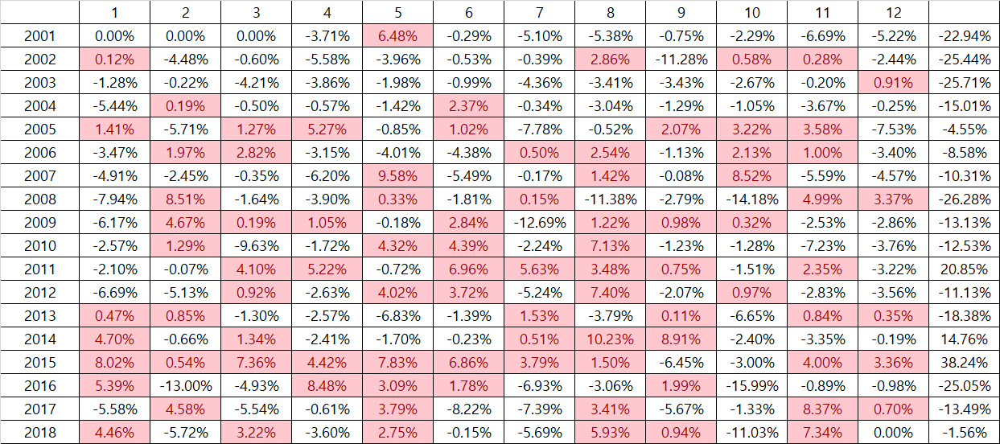 1 2 3 4 5 6 7 8 9 10 11 12
2001 0.00% 0.00% 0.00% -3.71% 6.48% -0.29% -5.10% -5.38% -0.75% -2.29% -6.69% -5.22% -22.94%
2002 0.12% -4.48% -0.60% -5.58% -3.96% -0.53% -0.39% 2.86% -11.28% 0.58% 0.28% -2.44% -25.44%
2003 -1.28% -0.22% -4.21% -3.86% -1.98% -0.99% -4.36% -3.41% -3.43% -2.67% -0.20% 0.91% -25.71%
2004 -5.44% 0.19% -0.50% -0.57% -1.42% 2.37% -0.34% -3.04% -1.29% -1.05% -3.67% -0.25% -15.01%
2005 1.41% -5.71% 1.27% 5.27% -0.85% 1.02% -7.78% -0.52% 2.07% 3.22% 3.58% -7.53% -4.55%
2006 -3.47% 1.97% 2.82% -3.15% -4.01% -4.38% 0.50% 2.54% -1.13% 2.13% 1.00% -3.40% -8.58%
2007 -4.91% -2.45% -0.35% -6.20% 9.58% -5.49% -0.17% 1.42% -0.08% 8.52% -5.59% -4.57% -10.31%
2008 -7.94% 8.51% -1.64% -3.90% 0.33% -1.81% 0.15% -11.38% -2.79% -14.18% 4.99% 3.37% -26.28%
2009 -6.17% 4.67% 0.19% 1.05% -0.18% 2.84% -12.69% 1.22% 0.98% 0.32% -2.53% -2.86% -13.13%
2010 -2.57% 1.29% -9.63% -1.72% 4.32% 4.39% -2.24% 7.13% -1.23% -1.28% -7.23% -3.76% -12.53%
2011 -2.10% -0.07% 4.10% 5.22% -0.72% 6.96% 5.63% 3.48% 0.75% -1.51% 2.35% -3.22% 20.85%
2012 -6.69% -5.13% 0.92% -2.63% 4.02% 3.72% -5.24% 7.40% -2.07% 0.97% -2.83% -3.56% -11.13%
2013 0.47% 0.85% -1.30% -2.57% -6.83% -1.39% 1.53% -3.79% 0.11% -6.65% 0.84% 0.35% -18.38%
2014 4.70% -0.66% 1.34% -2.41% -1.70% -0.23% 0.51% 10.23% 8.91% -2.40% -3.35% -0.19% 14.76%
2015 8.02% 0.54% 7.36% 4.42% 7.83% 6.86% 3.79% 1.50% -6.45% -3.00% 4.00% 3.36% 38.24%
2016 5.39% -13.00% -4.93% 8.48% 3.09% 1.78% -6.93% -3.06% 1.99% -15.99% -0.89% -0.98% -25.05%
2017 -5.58% 4.58% -5.54% -0.61% 3.79% -8.22% -7.39% 3.41% -5.67% -1.33% 8.37% 0.70% -13.49%
2018 4.46% -5.72% 3.22% -3.60% 2.75% -0.15% -5.69% 5.93% 0.94% -11.03% 7.34% 0.00% -1.56%